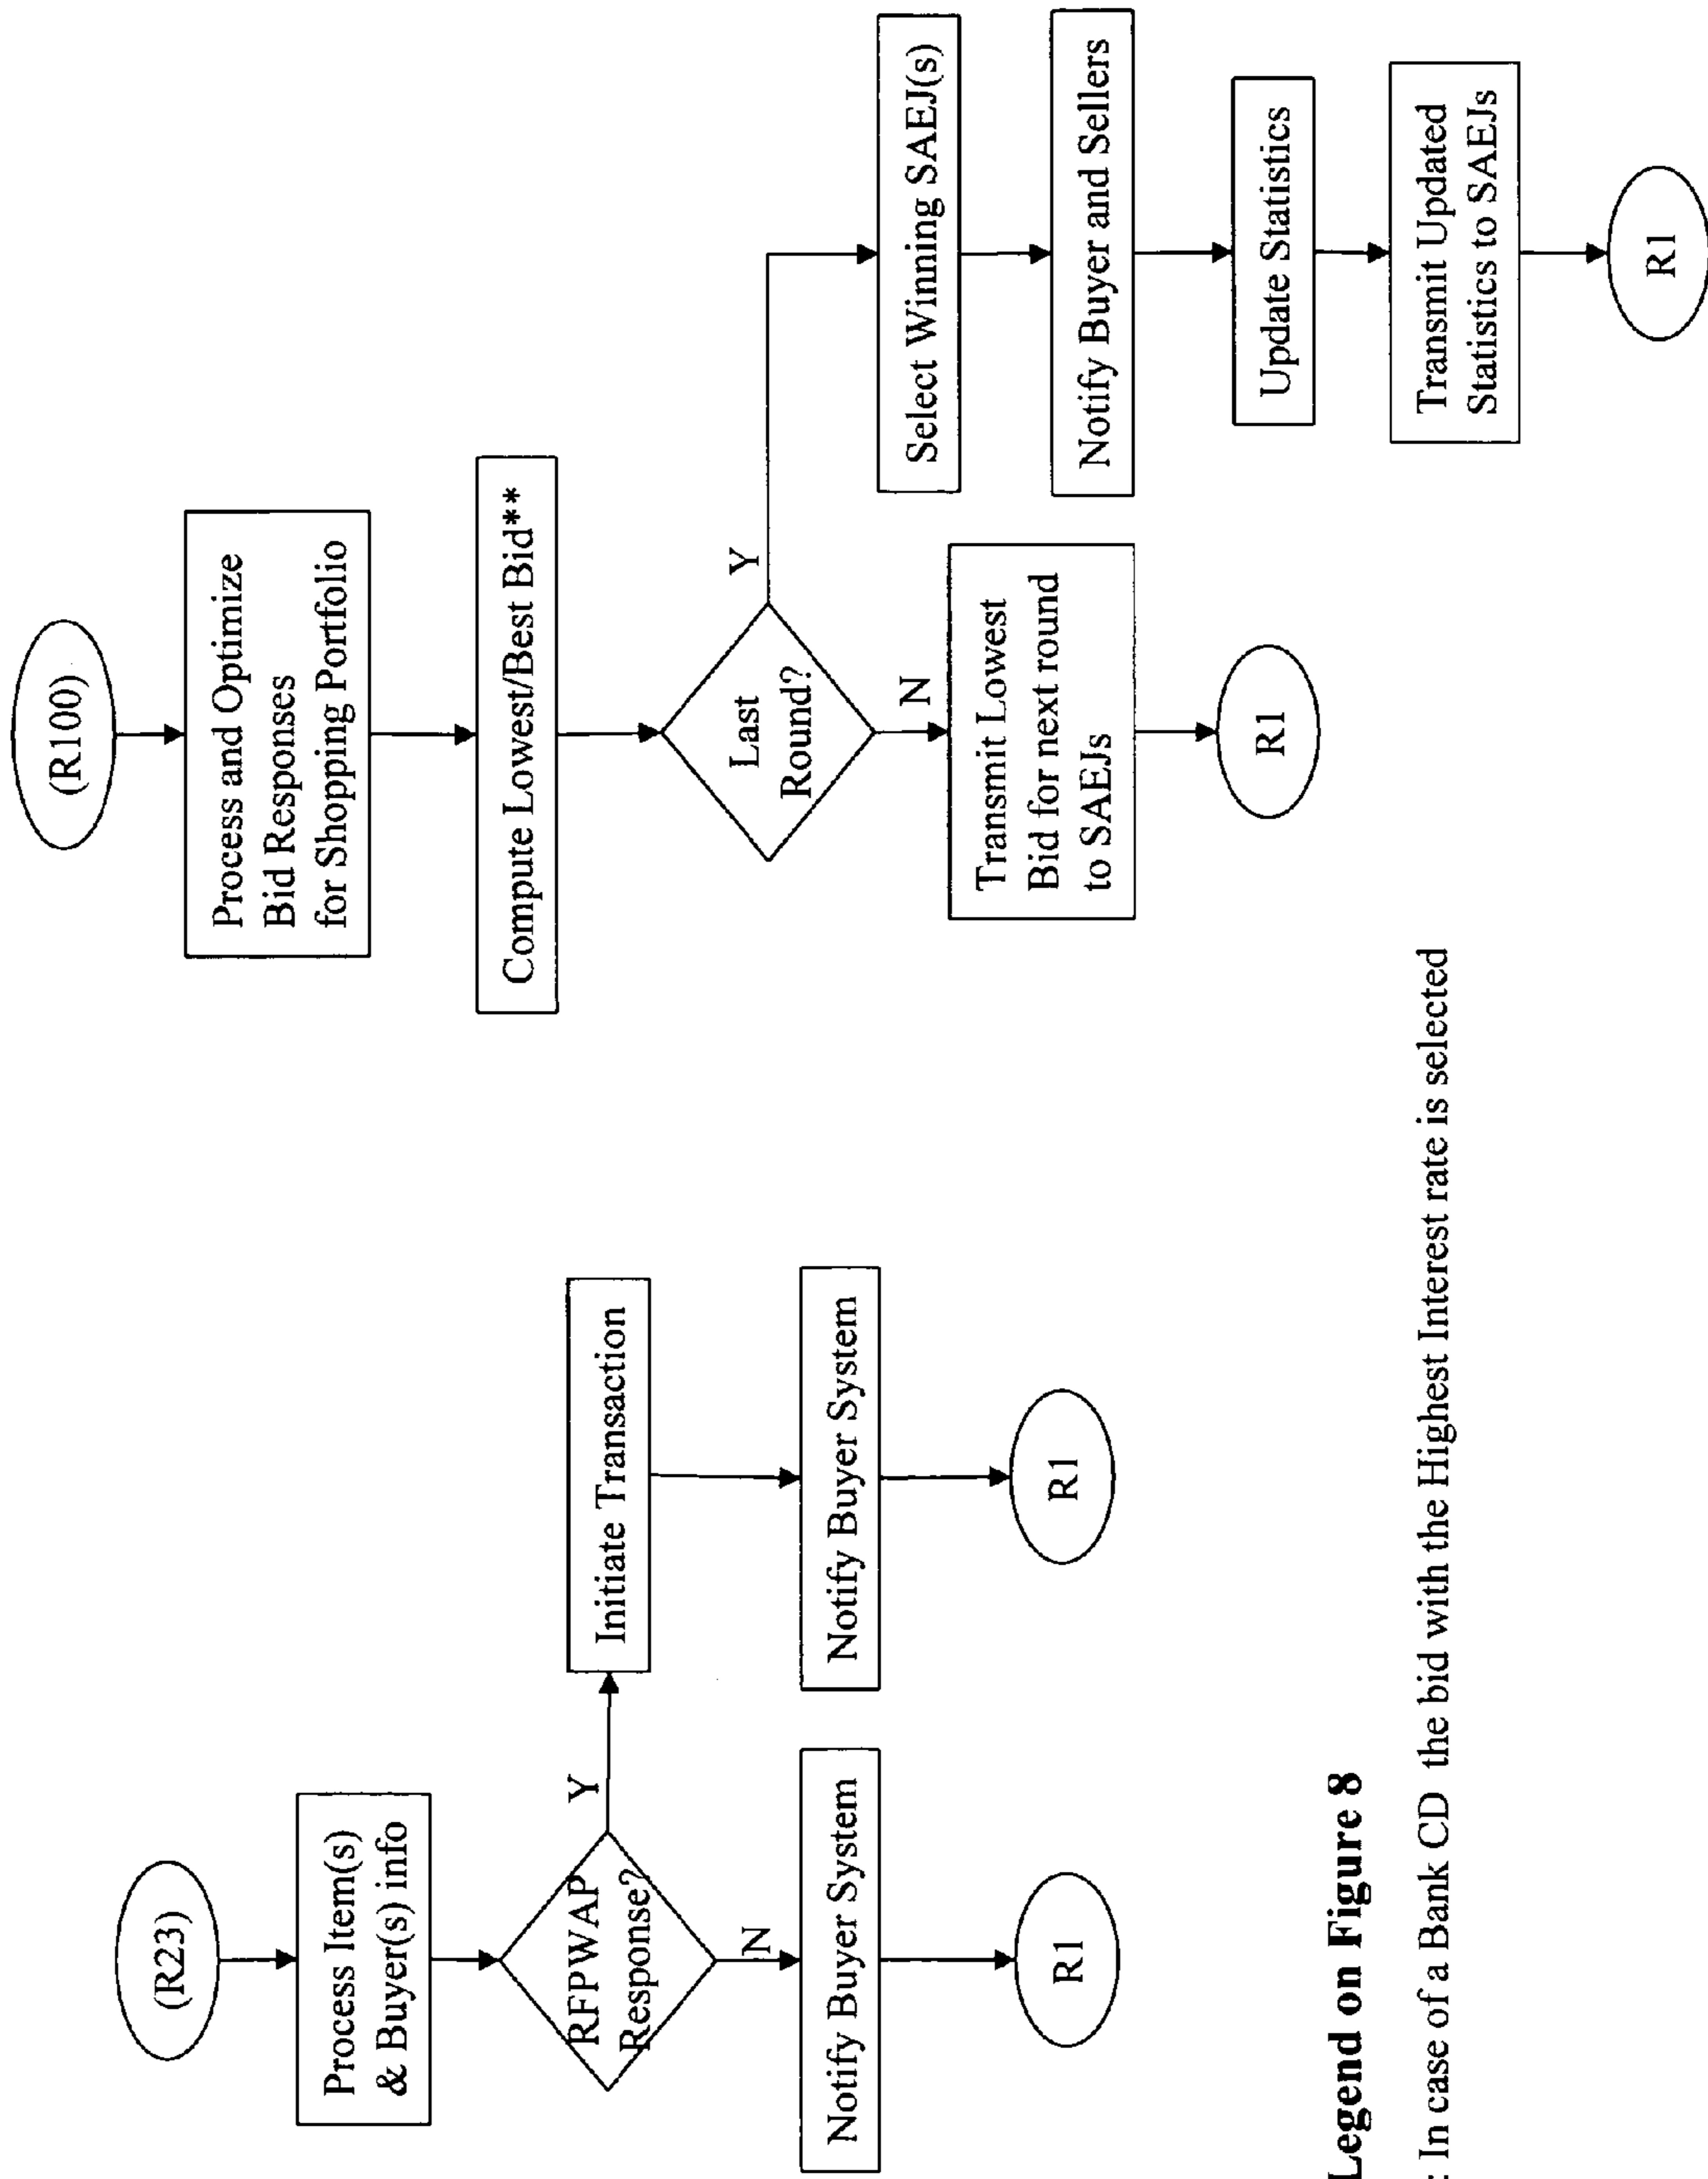 (R23)
Process Item(s)
& Buyer(s) info
RFPWAP
Response?
Y
N
Initiate Transaction
Notify Buyer System
Notify Buyer System
R1
R1
(R100)
Process and Optimize
Bid Responses
for Shopping Portfolio
Compute Lowest/Best Bid**
Last
Round?
Y
N
Transmit Lowest
Bid for next round
to SAEJs
R1
Select Winning SAEJ(s)
Notify Buyer and Sellers
Update Statistics
Transmit Updated
Statistics to SAEJs
R1
Legend on Figure 8
: In case of a Bank CD the bid with the Highest Interest rate is selected